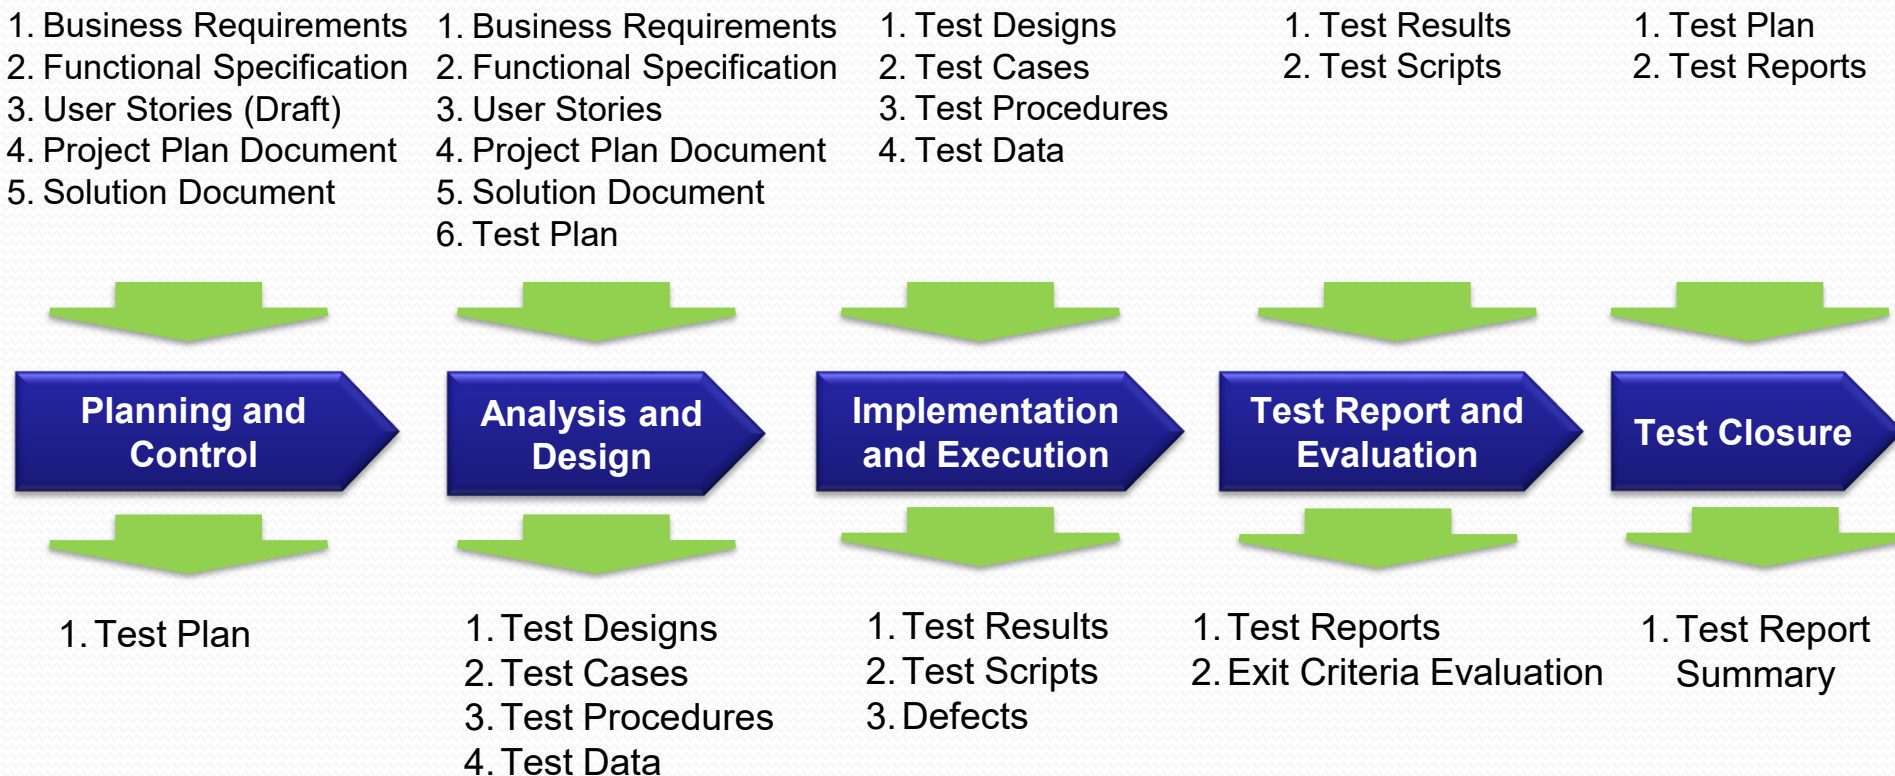 1. Business Requirements
2. Functional Specification
3. User Stories (Draft)
4. Project Plan Document
5. Solution Document
1. Business Requirements
2. Functional Specification
3. User Stories
4. Project Plan Document
5. Solution Document
6. Test Plan
1. Test Designs
2. Test Cases
3. Test Procedures
4. Test Data
1. Test Results
2. Test Scripts
1. Test Plan
2. Test Reports
Planning and
Control
Analysis and
Design
Implementation
and Execution
Test Report and
Evaluation
Test Closure
1. Test Plan
1. Test Designs
2. Test Cases
3. Test Procedures
4. Test Data
1. Test Results
2. Test Scripts
3. Defects
1. Test Reports
2. Exit Criteria Evaluation
1. Test Report
Summary